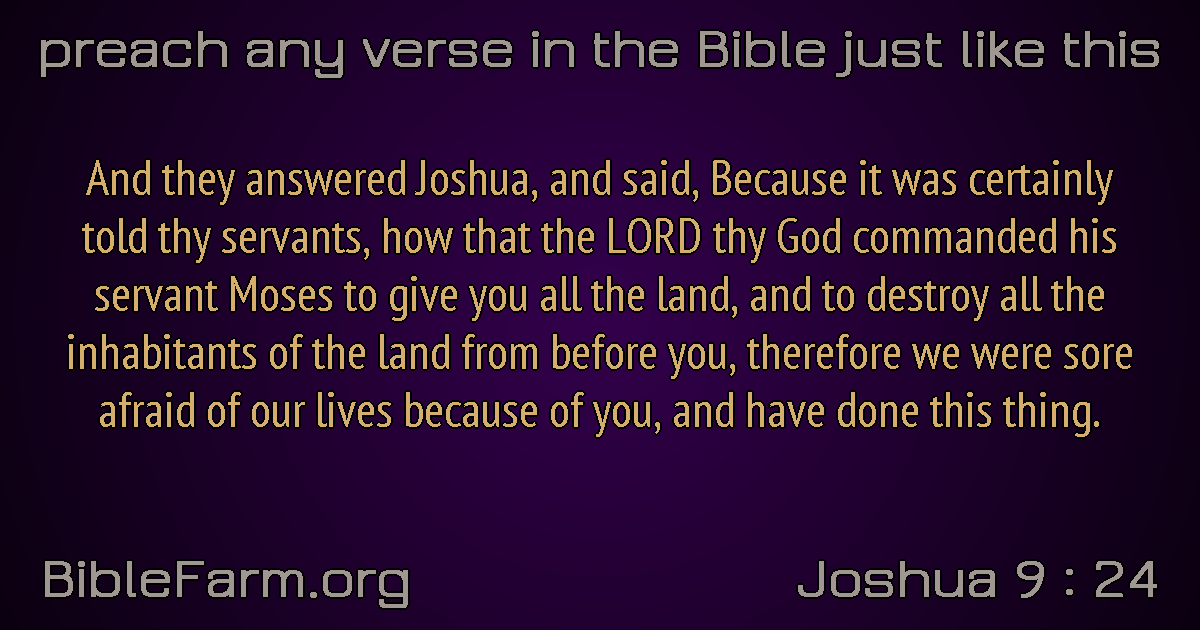 preach any verse in the Bible just like this
And they answered Joshua, and said, Because it was certainly
told thy servants, how that the LORD thy God commanded his
servant Moses to give you all the land, and to destroy all the
inhabitants of the land from before you, therefore we were sore
afraid of our lives because of you, and have done this thing.
BibleFarm.org
Joshua 9 : 24